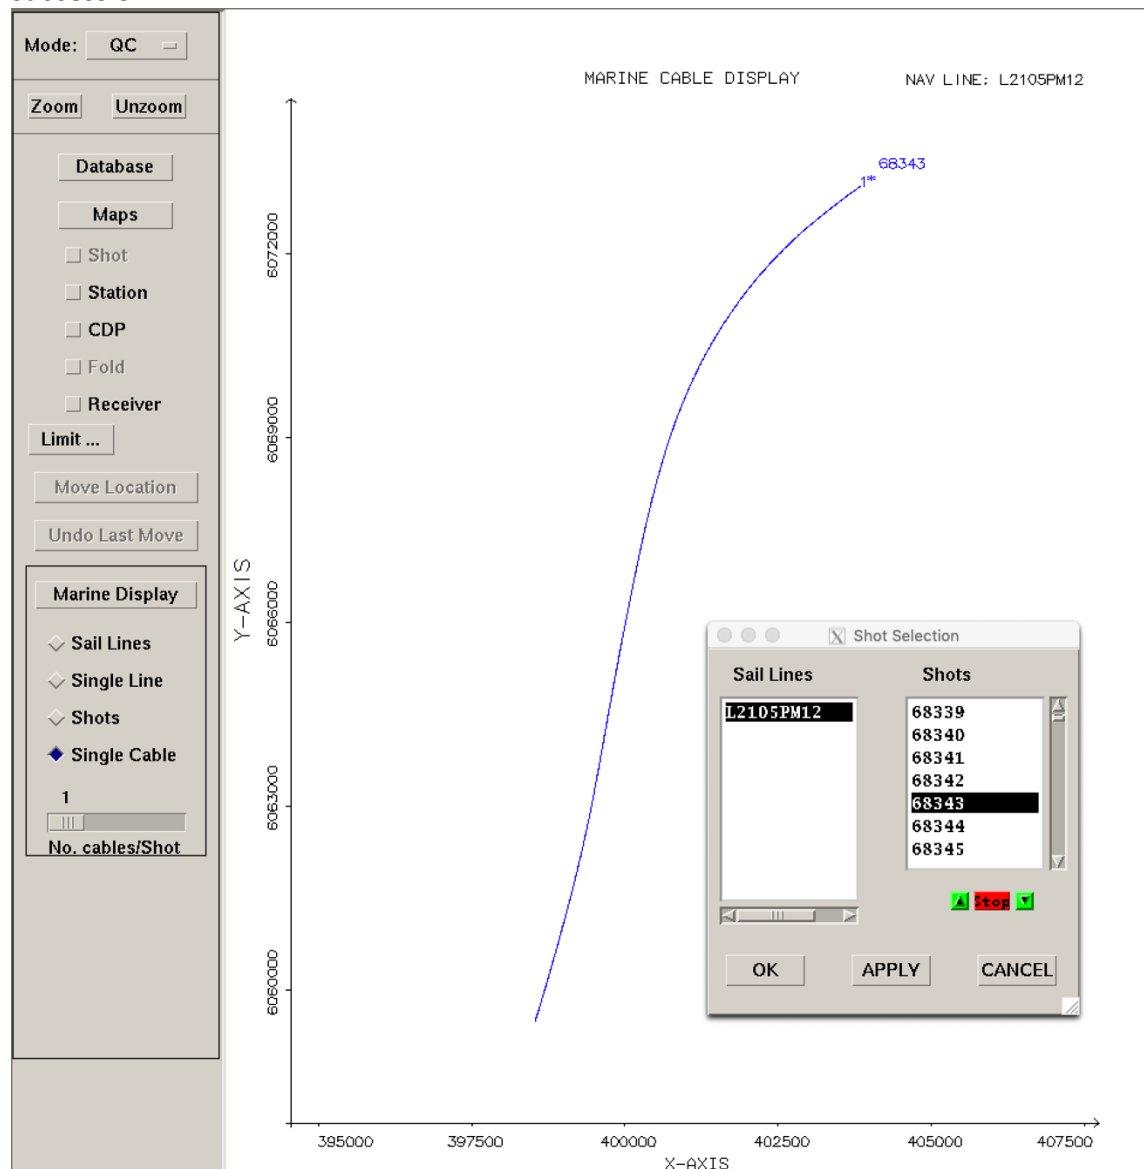 Mode: QC
Zoom Unzoom
Database
Maps
Shot
Station
CDP
Fold
Receiver
Limit ...
Move Location
Undo Last Move
Marine Display
Sail Lines
Single Line
Shots
Single Cable
1
No. cables/Shot
MARINE CABLE DISPLAY NAV LINE: L2105PM12
68343
1*
Y-AXIS
6072000
6069000
6066000
6063000
6060000
395000 397500 400000 402500 405000 407500
X-AXIS
Shot Selection
Sail Lines Shots
L2105PM12
68339
68340
68341
68342
68343
68344
68345
Stop
OK APPLY CANCEL